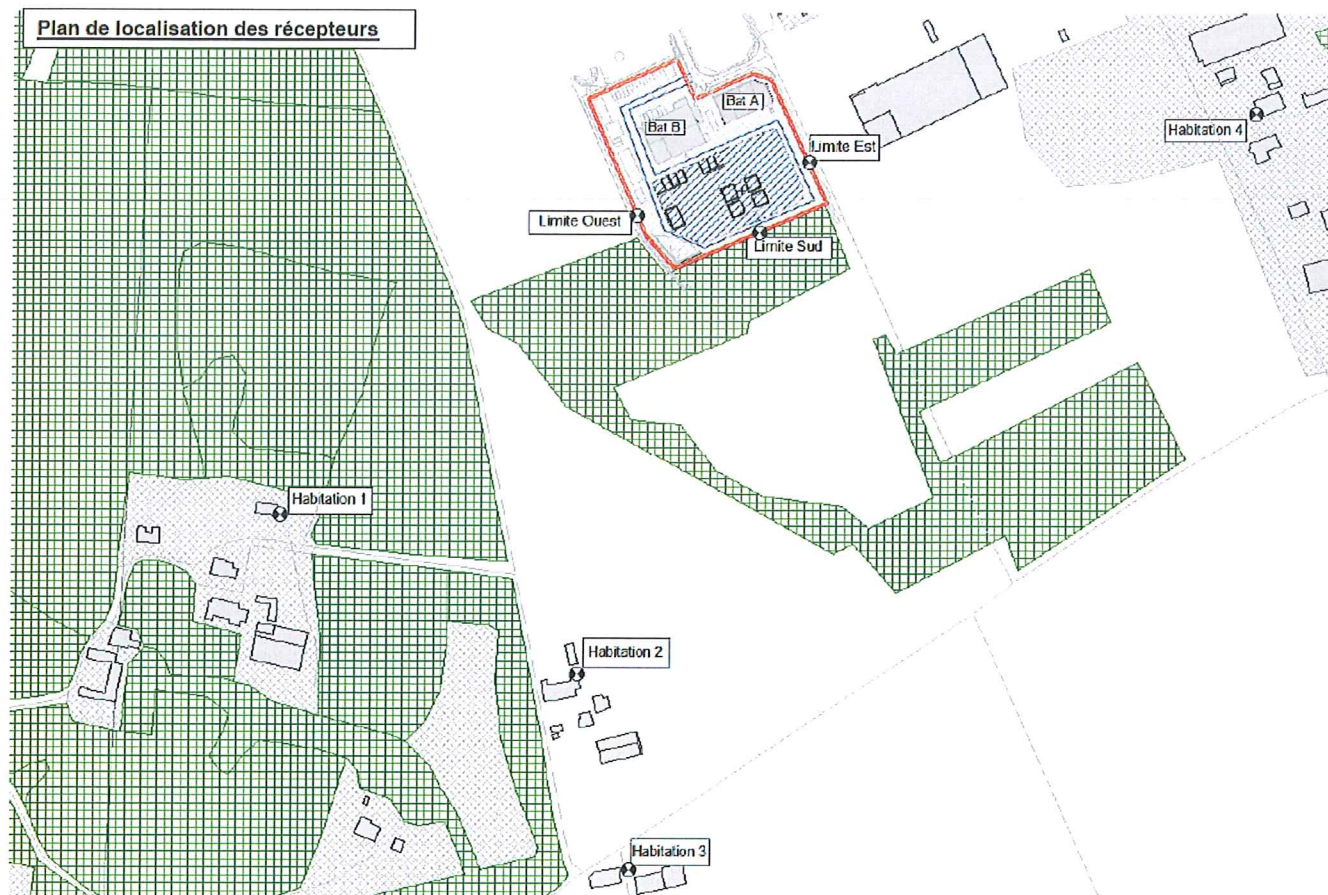 Plan de localisation des récepteurs
Bat A
Bat B
Habitation 4
Limite Est
Limite Ouest
Limite Sud
Habitation 1
Habitation 2
Habitation 3